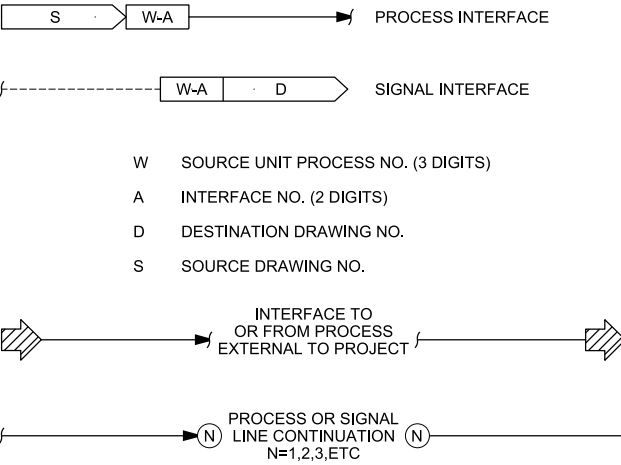 S W-A PROCESS INTERFACE
W-A D SIGNAL INTERFACE
W SOURCE UNIT PROCESS NO. (3 DIGITS)
A INTERFACE NO. (2 DIGITS)
D DESTINATION DRAWING NO.
S SOURCE DRAWING NO.
INTERFACE TO
OR FROM PROCESS
EXTERNAL TO PROJECT
PROCESS OR SIGNAL
N LINE CONTINUATION N
N=1,2,3,ETC